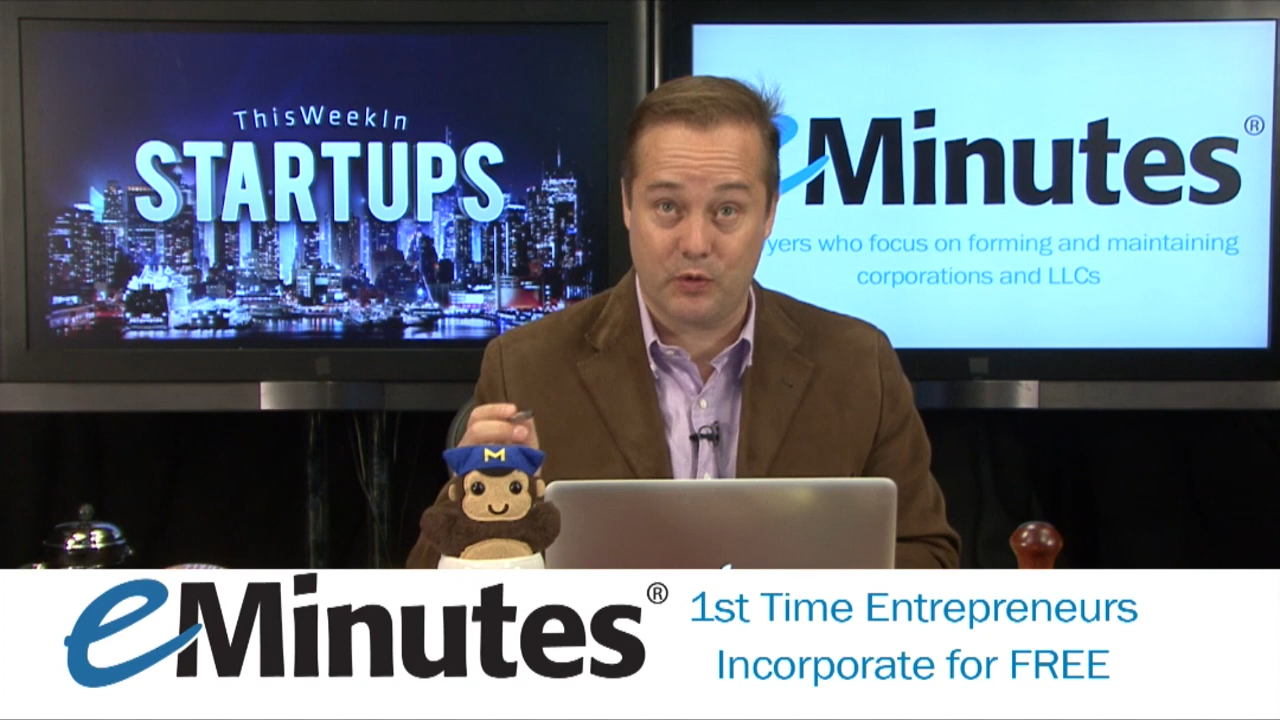 ThisWeekIn
STARTUPS
eMinutes®
yers who focus on forming and maintaining
corporations and LLCs
M
eMinutes®
1st Time Entrepreneurs
Incorporate for FREE